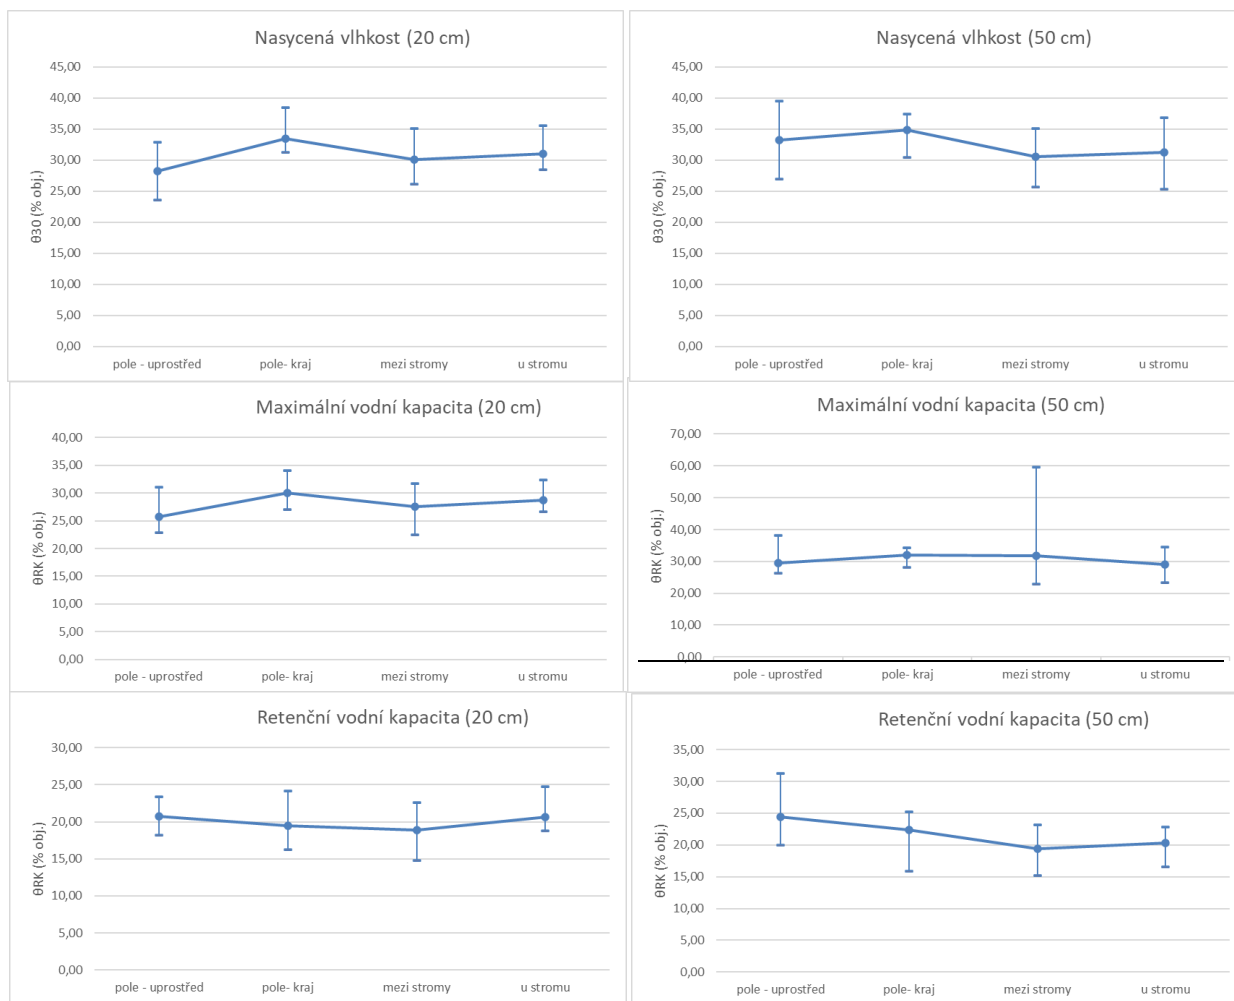 Nasycená vlhkost (20 cm)
45,00
40,00
35,00
30,00
25,00
20,00
15,00
10,00
5,00
0,00
θ30 (% obj.)
pole - uprostřed pole- kraj mezi stromy u stromu
Nasycená vlhkost (50 cm)
45,00
40,00
35,00
30,00
25,00
20,00
15,00
10,00
5,00
0,00
θ30 (% obj.)
pole - uprostřed pole- kraj mezi stromy u stromu
Maximální vodní kapacita (20 cm)
40,00
35,00
30,00
25,00
20,00
15,00
10,00
5,00
0,00
θRK (% obj.)
pole - uprostřed pole- kraj mezi stromy u stromu
Maximální vodní kapacita (50 cm)
70,00
60,00
50,00
40,00
30,00
20,00
10,00
0,00
θRK (% obj.)
pole - uprostřed pole- kraj mezi stromy u stromu
Retenční vodní kapacita (20 cm)
30,00
25,00
20,00
15,00
10,00
5,00
0,00
θRK (% obj.)
pole - uprostřed pole- kraj mezi stromy u stromu
Retenční vodní kapacita (50 cm)
35,00
30,00
25,00
20,00
15,00
10,00
5,00
0,00
θRK (% obj.)
pole - uprostřed pole- kraj mezi stromy u stromu